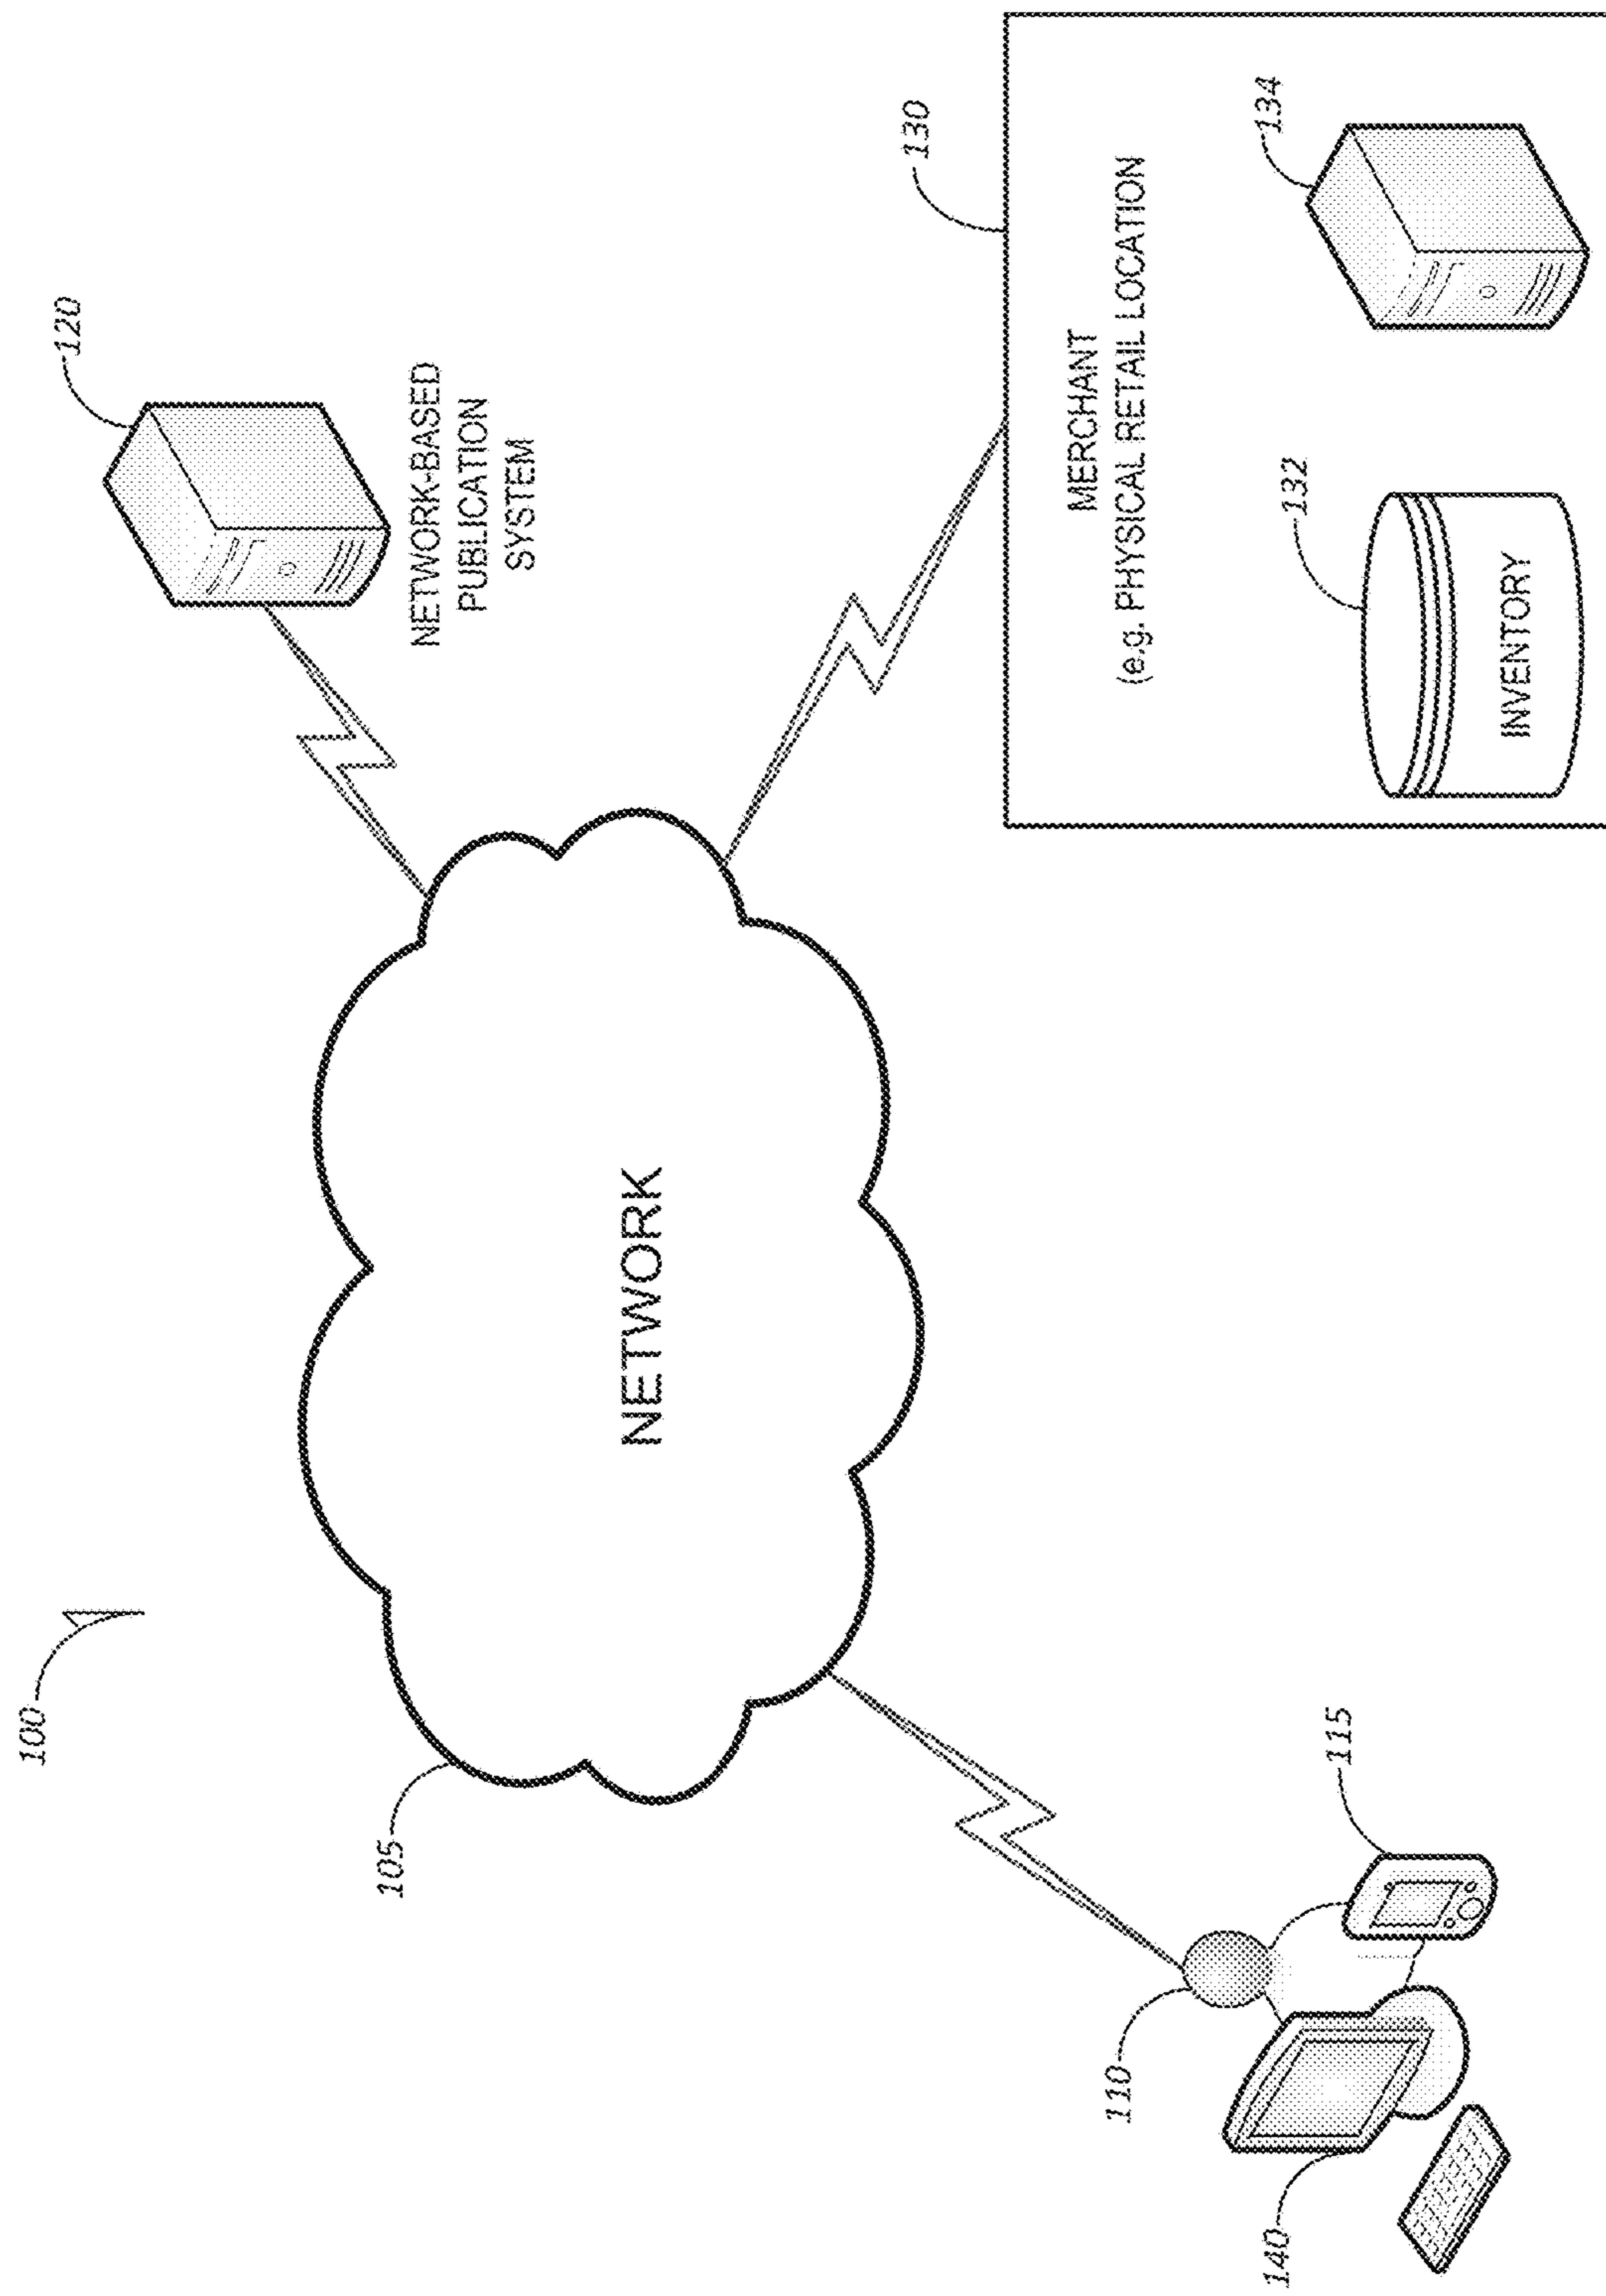 100
120
NETWORK-BASED
PUBLICATION
SYSTEM
105
NETWORK
130
MERCHANT
(e.g. PHYSICAL RETAIL LOCATION
132
134
INVENTORY
110
115
140